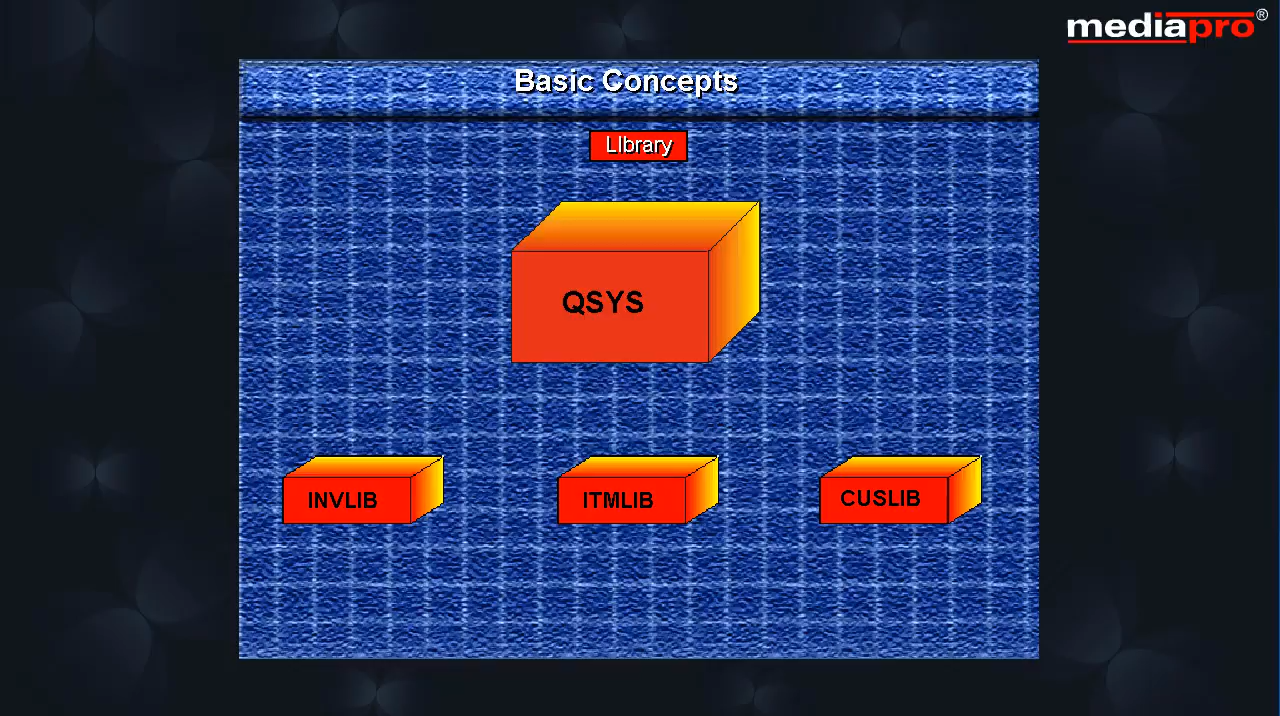 mediapro®
Basic Concepts
LIbrary
QSYS
INVLIB
ITMLIB
CUSLIB